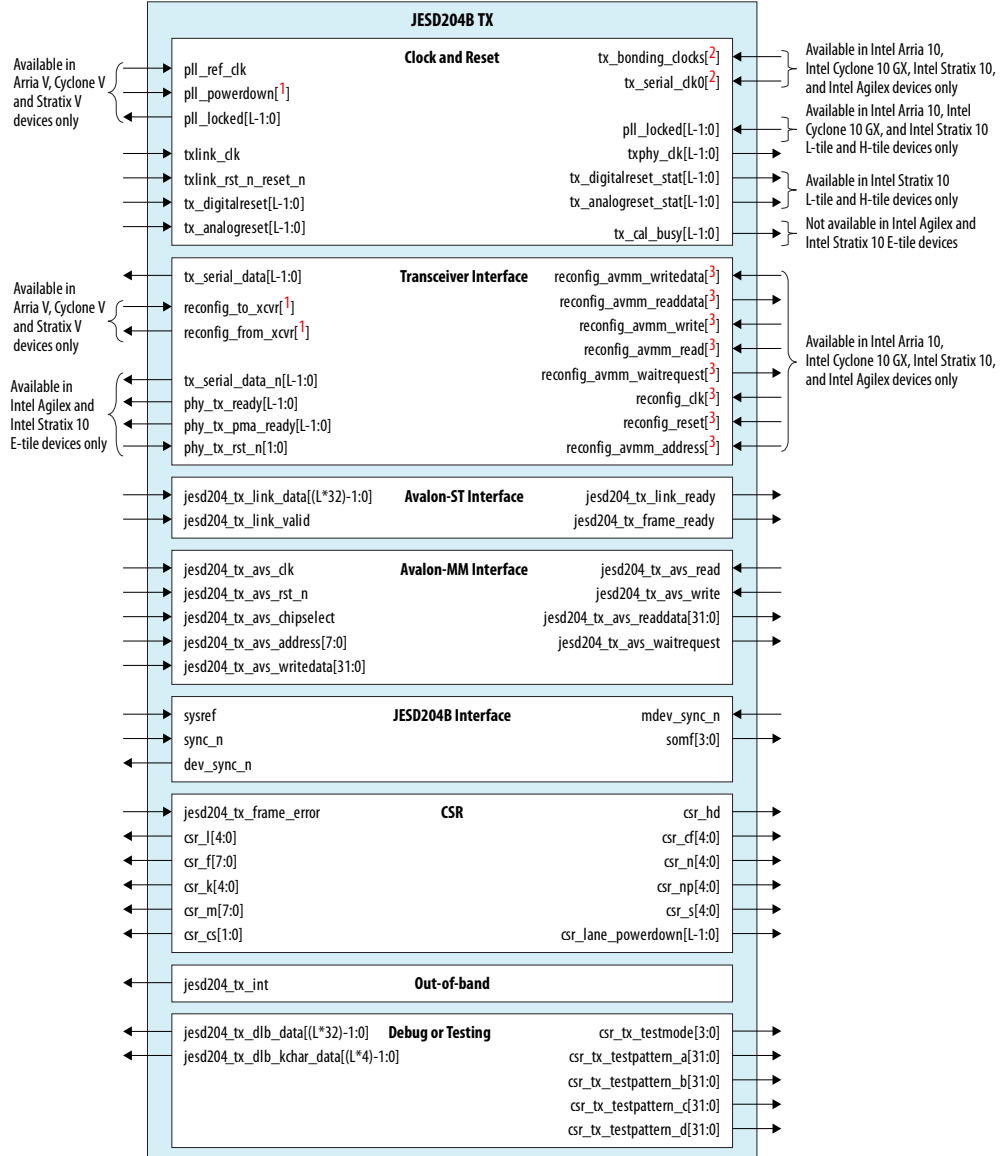 JESD204B TX
Clock and Reset
Available in
Arria V, Cyclone V
and Stratix V
devices only
pll_ref_clk
pll_powerdown[1]
pll_locked[L-1:0]
txlink_clk
txlink_rst_n_reset_n
tx_digitalreset[L-1:0]
tx_analogreset[L-1:0]
tx_bonding_clocks[2]
tx_serial_clk0[2]
pll_locked[L-1:0]
txphy_clk[L-1:0]
tx_digitalreset_stat[L-1:0]
tx_analogreset_stat[L-1:0]
tx_cal_busy[L-1:0]
Available in Intel Arria 10,
Intel Cyclone 10 GX, Intel Stratix 10,
and Intel Agilex devices only
Available in Intel Arria 10, Intel
Cyclone 10 GX, and Intel Stratix 10
L-tile and H-tile devices only
Available in Intel Stratix 10
L-tile and H-tile devices only
Not available in Intel Agilex and
Intel Stratix 10 E-tile devices
Transceiver Interface
tx_serial_data[L-1:0]
Available in
Arria V, Cyclone V
and Stratix V
devices only
reconfig_to_xcvr[1]
reconfig_from_xcvr[1]
Available in
Intel Agilex and
Intel Stratix 10
E-tile devices only
tx_serial_data_n[L-1:0]
phy_tx_ready[L-1:0]
phy_tx_pma_ready[L-1:0]
phy_tx_rst_n[1:0]
reconfig_avmm_writedata[3]
reconfig_avmm_readdata[3]
reconfig_avmm_write[3]
reconfig_avmm_read[3]
reconfig_avmm_waitrequest[3]
reconfig_clk[3]
reconfig_reset[3]
reconfig_avmm_address[3]
Available in Intel Arria 10,
Intel Cyclone 10 GX, Intel Stratix 10,
and Intel Agilex devices only
Avalon-ST Interface
jesd204_tx_link_data[(L*32)-1:0]
jesd204_tx_link_valid
jesd204_tx_link_ready
jesd204_tx_frame_ready
Avalon-MM Interface
jesd204_tx_avs_clk
jesd204_tx_avs_rst_n
jesd204_tx_avs_chipselect
jesd204_tx_avs_address[7:0]
jesd204_tx_avs_writedata[31:0]
jesd204_tx_avs_read
jesd204_tx_avs_write
jesd204_tx_avs_readdata[31:0]
jesd204_tx_avs_waitrequest
JESD204B Interface
sysref
sync_n
dev_sync_n
mdev_sync_n
somf[3:0]
CSR
jesd204_tx_frame_error
csr_l[4:0]
csr_f[7:0]
csr_k[4:0]
csr_m[7:0]
csr_cs[1:0]
csr_hd
csr_cf[4:0]
csr_n[4:0]
csr_np[4:0]
csr_s[4:0]
csr_lane_powerdown[L-1:0]
jesd204_tx_int
Out-of-band
Debug or Testing
jesd204_tx_dlb_data[(L*32)-1:0]
jesd204_tx_dlb_kchar_data[(L*4)-1:0]
csr_tx_testmode[3:0]
csr_tx_testpattern_a[31:0]
csr_tx_testpattern_b[31:0]
csr_tx_testpattern_c[31:0]
csr_tx_testpattern_d[31:0]